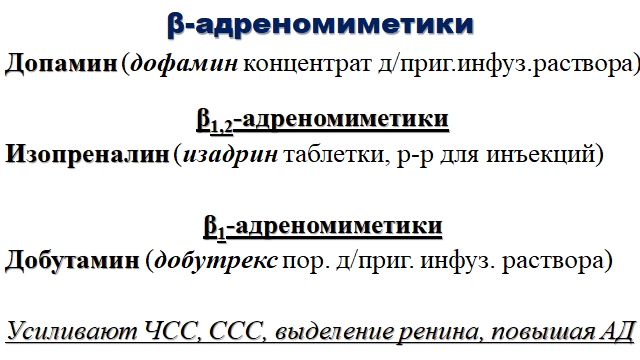 β-адреномиметики
Допамин (дофамин концентрат д/приг.инфуз.раствора)
β1,2-адреномиметики
Изопреналин (изадрин таблетки, р-р для инъекций)
β1-адреномиметики
Добутамин (добутрекс пор. д/приг. инфуз. раствора)
Усиливают ЧСС, ССС, выделение ренина, повышая АД